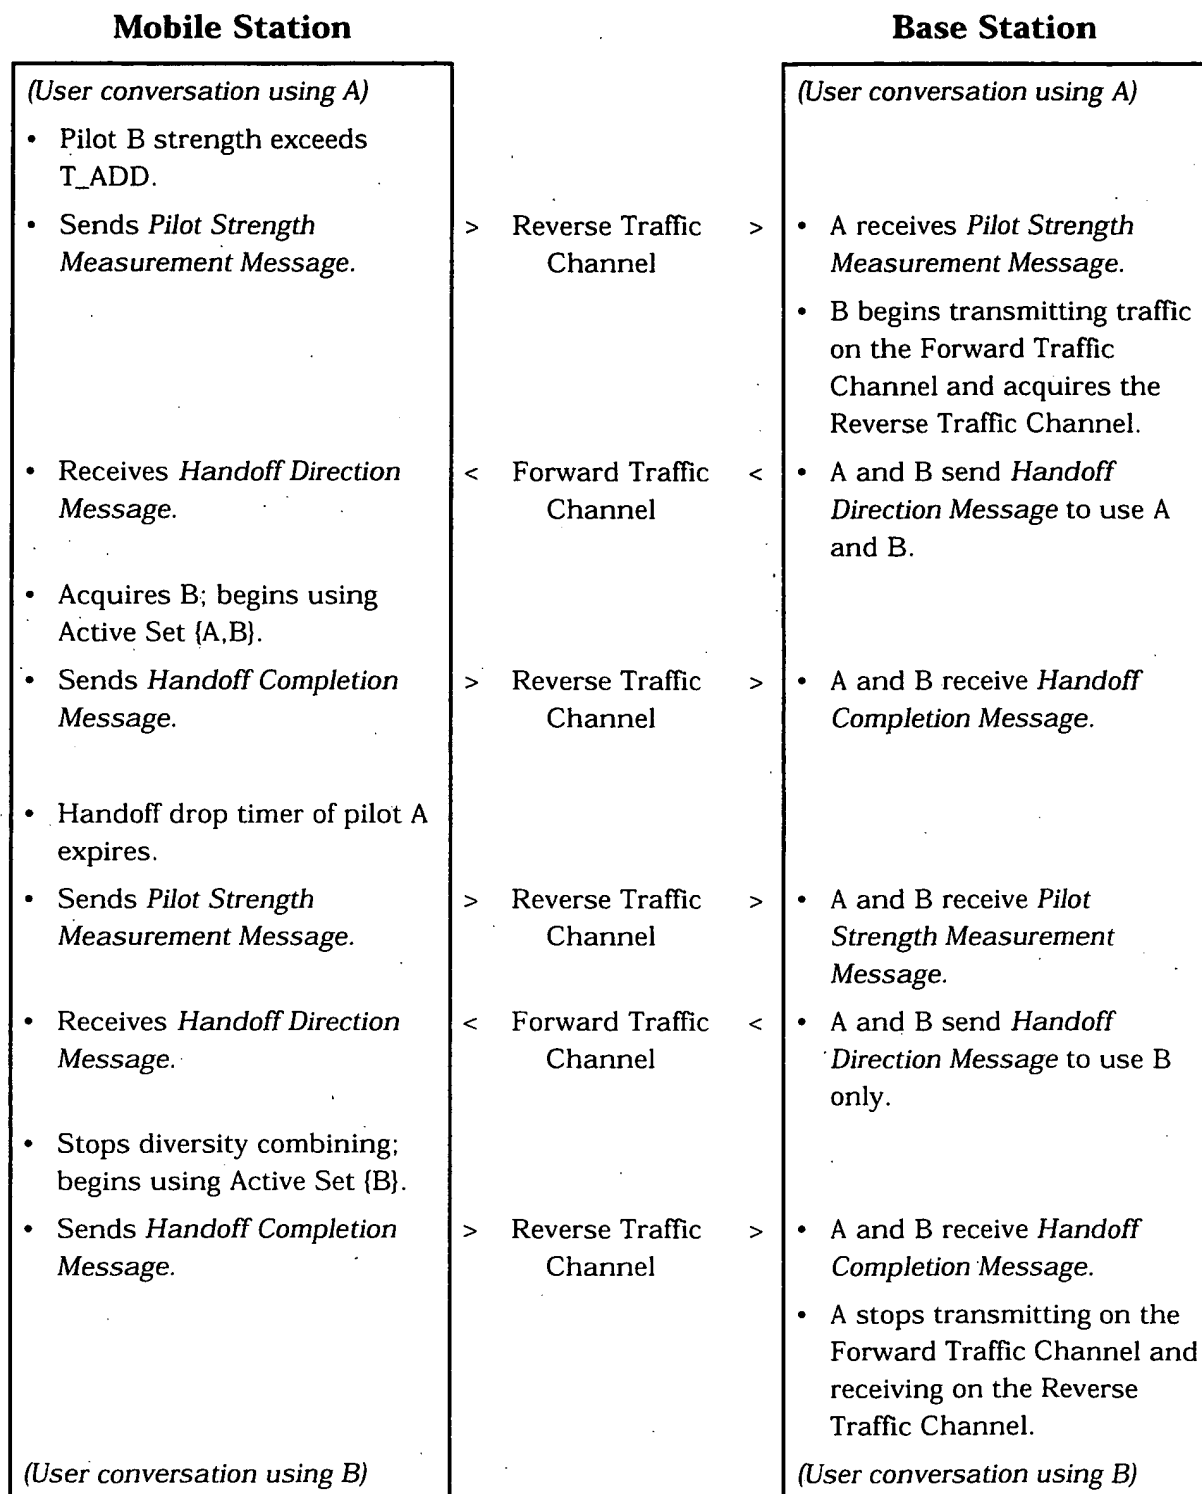 Mobile Station
Base Station
(User conversation using A)
(User conversation using A)
• Pilot B strength exceeds
T_ADD.
• Sends Pilot Strength
Measurement Message.
> Reverse Traffic >
Channel
• A receives Pilot Strength
Measurement Message.
• B begins transmitting traffic
on the Forward Traffic
Channel and acquires the
Reverse Traffic Channel.
• Receives Handoff Direction
Message.
< Forward Traffic <
Channel
• A and B send Handoff
Direction Message to use A
and B.
• Acquires B; begins using
Active Set {A,B}.
• Sends Handoff Completion
Message.
> Reverse Traffic >
Channel
• A and B receive Handoff
Completion Message.
• Handoff drop timer of pilot A
expires.
• Sends Pilot Strength
Measurement Message.
> Reverse Traffic >
Channel
• A and B receive Pilot
Strength Measurement
Message.
• Receives Handoff Direction
Message.
< Forward Traffic <
Channel
• A and B send Handoff
Direction Message to use B
only.
• Stops diversity combining;
begins using Active Set {B}.
• Sends Handoff Completion
Message.
> Reverse Traffic >
Channel
• A and B receive Handoff
Completion Message.
• A stops transmitting on the
Forward Traffic Channel and
receiving on the Reverse
Traffic Channel.
(User conversation using B)
(User conversation using B)